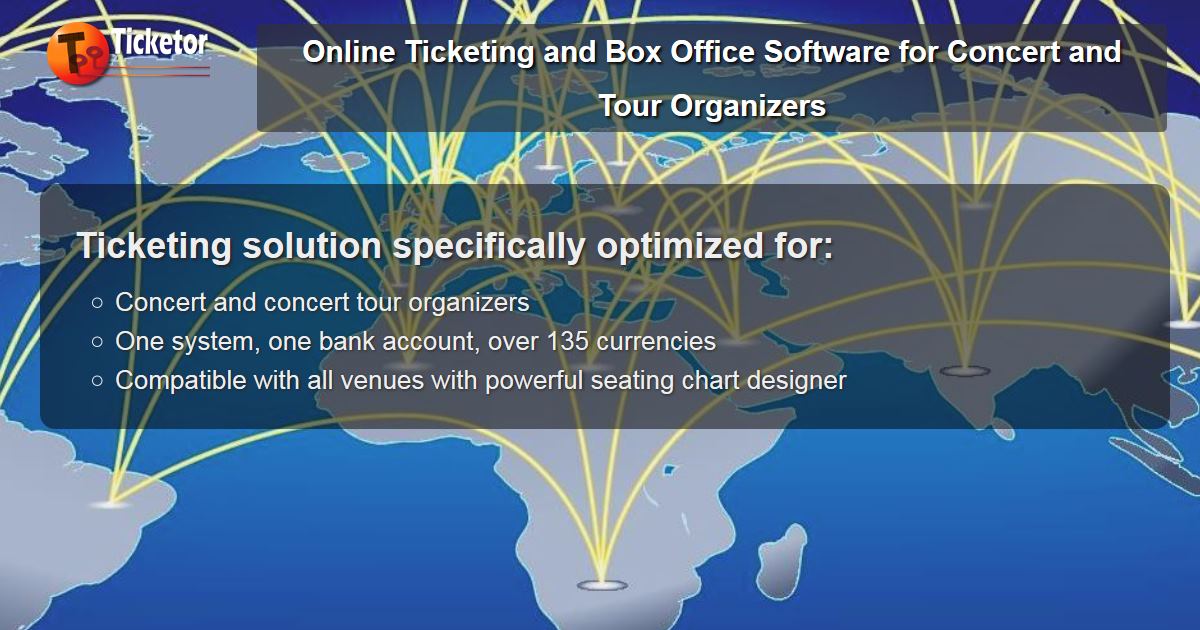 Ticketor
Online Ticketing and Box Office Software for Concert and
Tour Organizers
Ticketing solution specifically optimized for:
Concert and concert tour organizers
One system, one bank account, over 135 currencies
Compatible with all venues with powerful seating chart designer